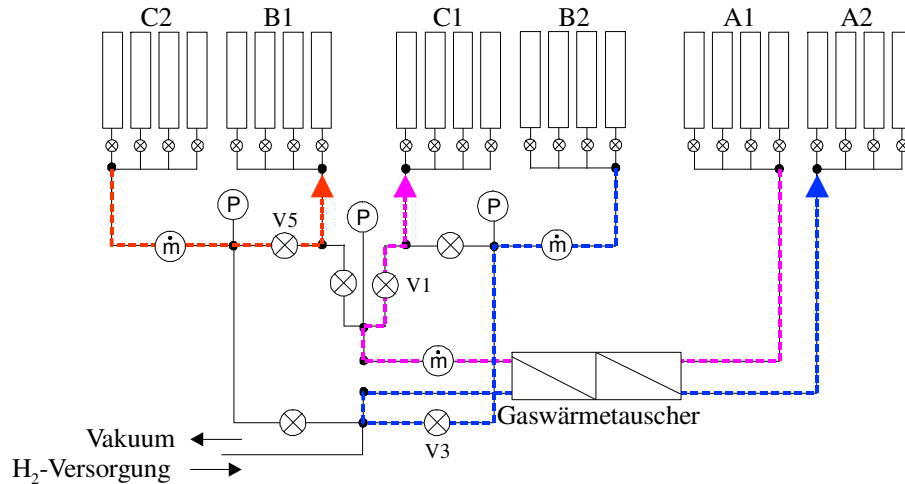 C2 B1 C1 B2 A1 A2
P
P
P
V5
ṁ
ṁ
V1
ṁ
Gaswärmetauscher
Vakuum
V3
H₂-Versorgung